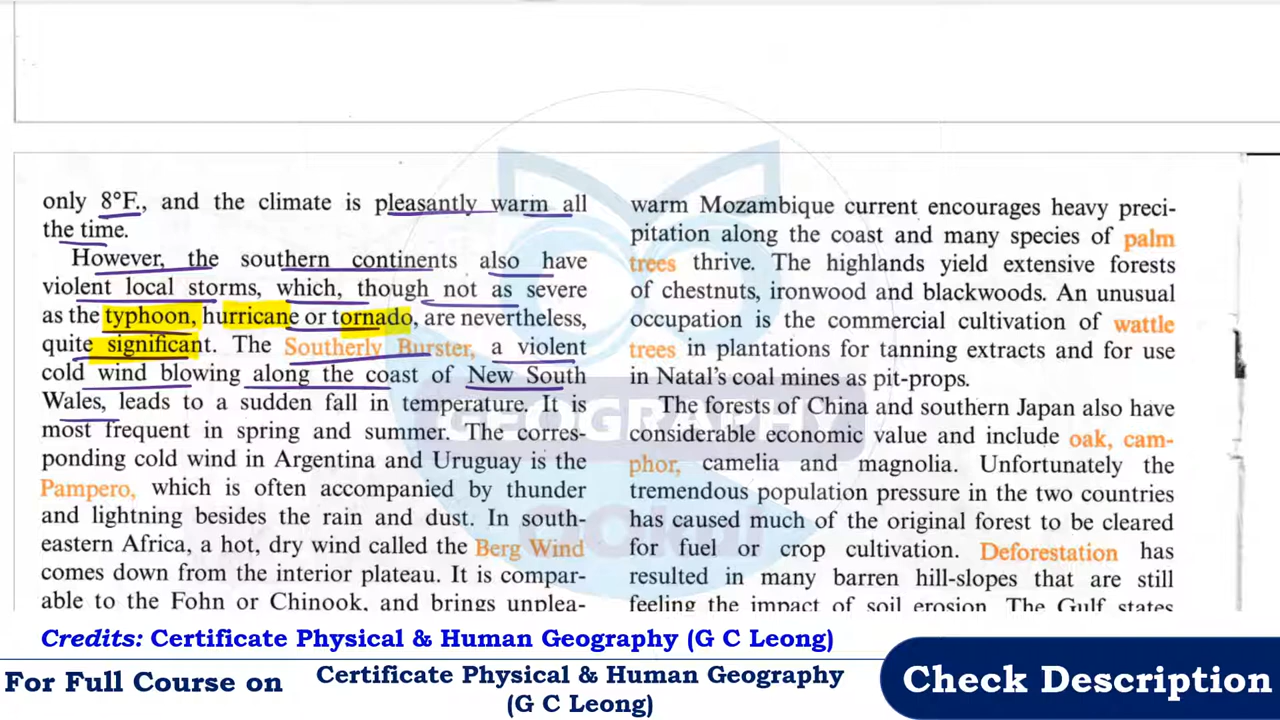 only 8°F., and the climate is pleasantly warm all
the time.
However, the southern continents also have
violent local storms, which, though not as severe
as the typhoon, hurricane or tornado, are nevertheless,
quite significant. The Southerly Burster, a violent
cold wind blowing along the coast of New South
Wales, leads to a sudden fall in temperature. It is
most frequent in spring and summer. The corres-
ponding cold wind in Argentina and Uruguay is the
Pampero, which is often accompanied by thunder
and lightning besides the rain and dust. In south-
eastern Africa, a hot, dry wind called the Berg Wind
comes down from the interior plateau. It is compar-
able to the Fohn or Chinook, and brings unplea-
warm Mozambique current encourages heavy preci-
pitation along the coast and many species of palm
trees thrive. The highlands yield extensive forests
of chestnuts, ironwood and blackwoods. An unusual
occupation is the commercial cultivation of wattle
trees in plantations for tanning extracts and for use
in Natal's coal mines as pit-props.
The forests of China and southern Japan also have
considerable economic value and include oak, cam-
phor, camelia and magnolia. Unfortunately the
tremendous population pressure in the two countries
has caused much of the original forest to be cleared
for fuel or crop cultivation. Deforestation has
resulted in many barren hill-slopes that are still
feeling the impact of soil erosion. The Gulf states
GEOGRAPHY
Credits: Certificate Physical & Human Geography (G C Leong)
For Full Course on
Certificate Physical & Human Geography
(G C Leong)
Check Description